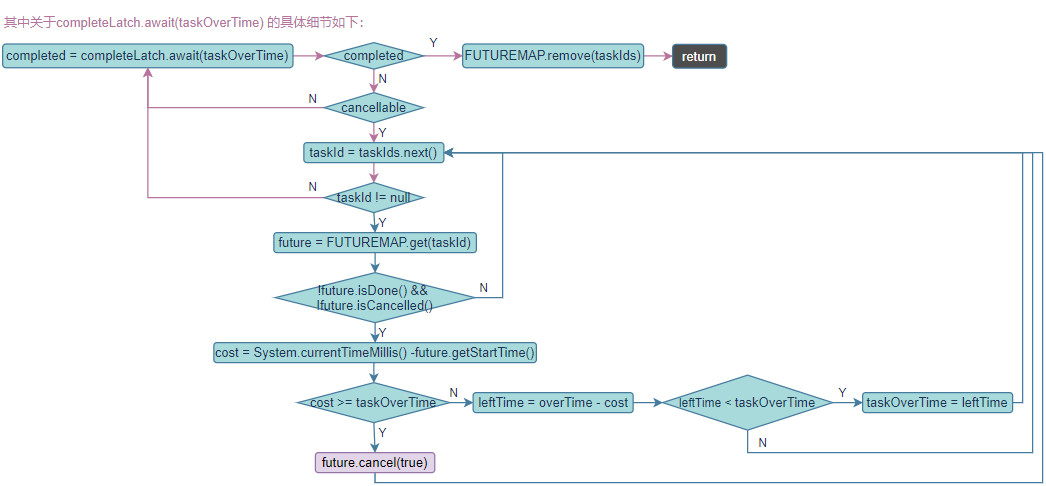 其中关于completeLatch.await(taskOverTime) 的具体细节如下：
completed = completeLatch.await(taskOverTime)
completed
Y
FUTUREMAP.remove(taskIds)
return
N
cancellable
N
Y
taskId = taskIds.next()
taskId != null
N
Y
future = FUTUREMAP.get(taskId)
!future.isDone() &&
!future.isCancelled()
N
Y
cost = System.currentTimeMillis() -future.getStartTime()
cost >= taskOverTime
N
leftTime = overTime - cost
leftTime < taskOverTime
Y
taskOverTime = leftTime
Y
N
future.cancel(true)